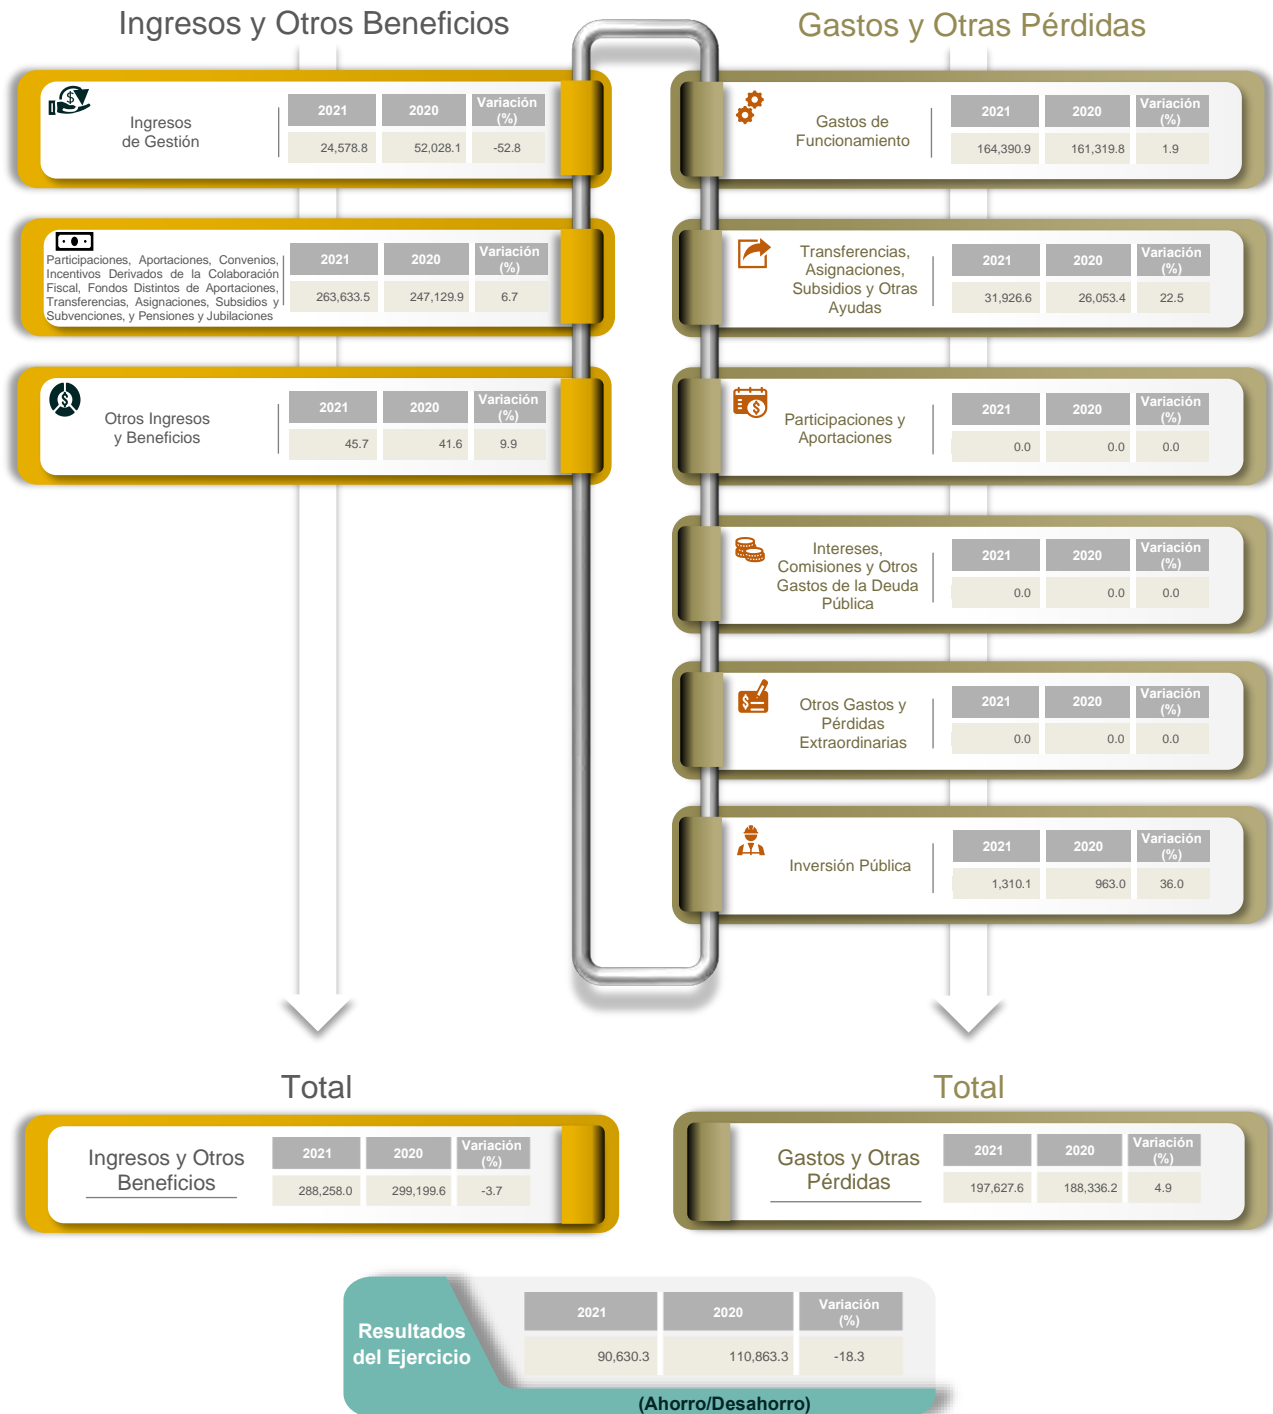 Ingresos y Otros Beneficios
Ingresos
de Gestión
2021 2020 Variación
(%)
24,578.8 52,028.1 -52.8
Participaciones, Aportaciones, Convenios,
Incentivos Derivados de la Colaboración
Fiscal, Fondos Distintos de Aportaciones,
Transferencias, Asignaciones, Subsidios y
Subvenciones, y Pensiones y Jubilaciones
2021 2020 Variación
(%)
263,633.5 247,129.9 6.7
Otros Ingresos
y Beneficios
2021 2020 Variación
(%)
45.7 41.6 9.9
Gastos y Otras Pérdidas
Gastos de
Funcionamiento
2021 2020 Variación
(%)
164,390.9 161,319.8 1.9
Transferencias,
Asignaciones,
Subsidios y Otras
Ayudas
2021 2020 Variación
(%)
31,926.6 26,053.4 22.5
Participaciones y
Aportaciones
2021 2020 Variación
(%)
0.0 0.0 0.0
Intereses,
Comisiones y Otros
Gastos de la Deuda
Pública
2021 2020 Variación
(%)
0.0 0.0 0.0
Otros Gastos y
Pérdidas
Extraordinarias
2021 2020 Variación
(%)
0.0 0.0 0.0
Inversión Pública
2021 2020 Variación
(%)
1,310.1 963.0 36.0
Total
Ingresos y Otros
Beneficios
2021 2020 Variación
(%)
288,258.0 299,199.6 -3.7
Total
Gastos y Otras
Pérdidas
2021 2020 Variación
(%)
197,627.6 188,336.2 4.9
Resultados
del Ejercicio
2021 2020 Variación
(%)
90,630.3 110,863.3 -18.3
(Ahorro/Desahorro)